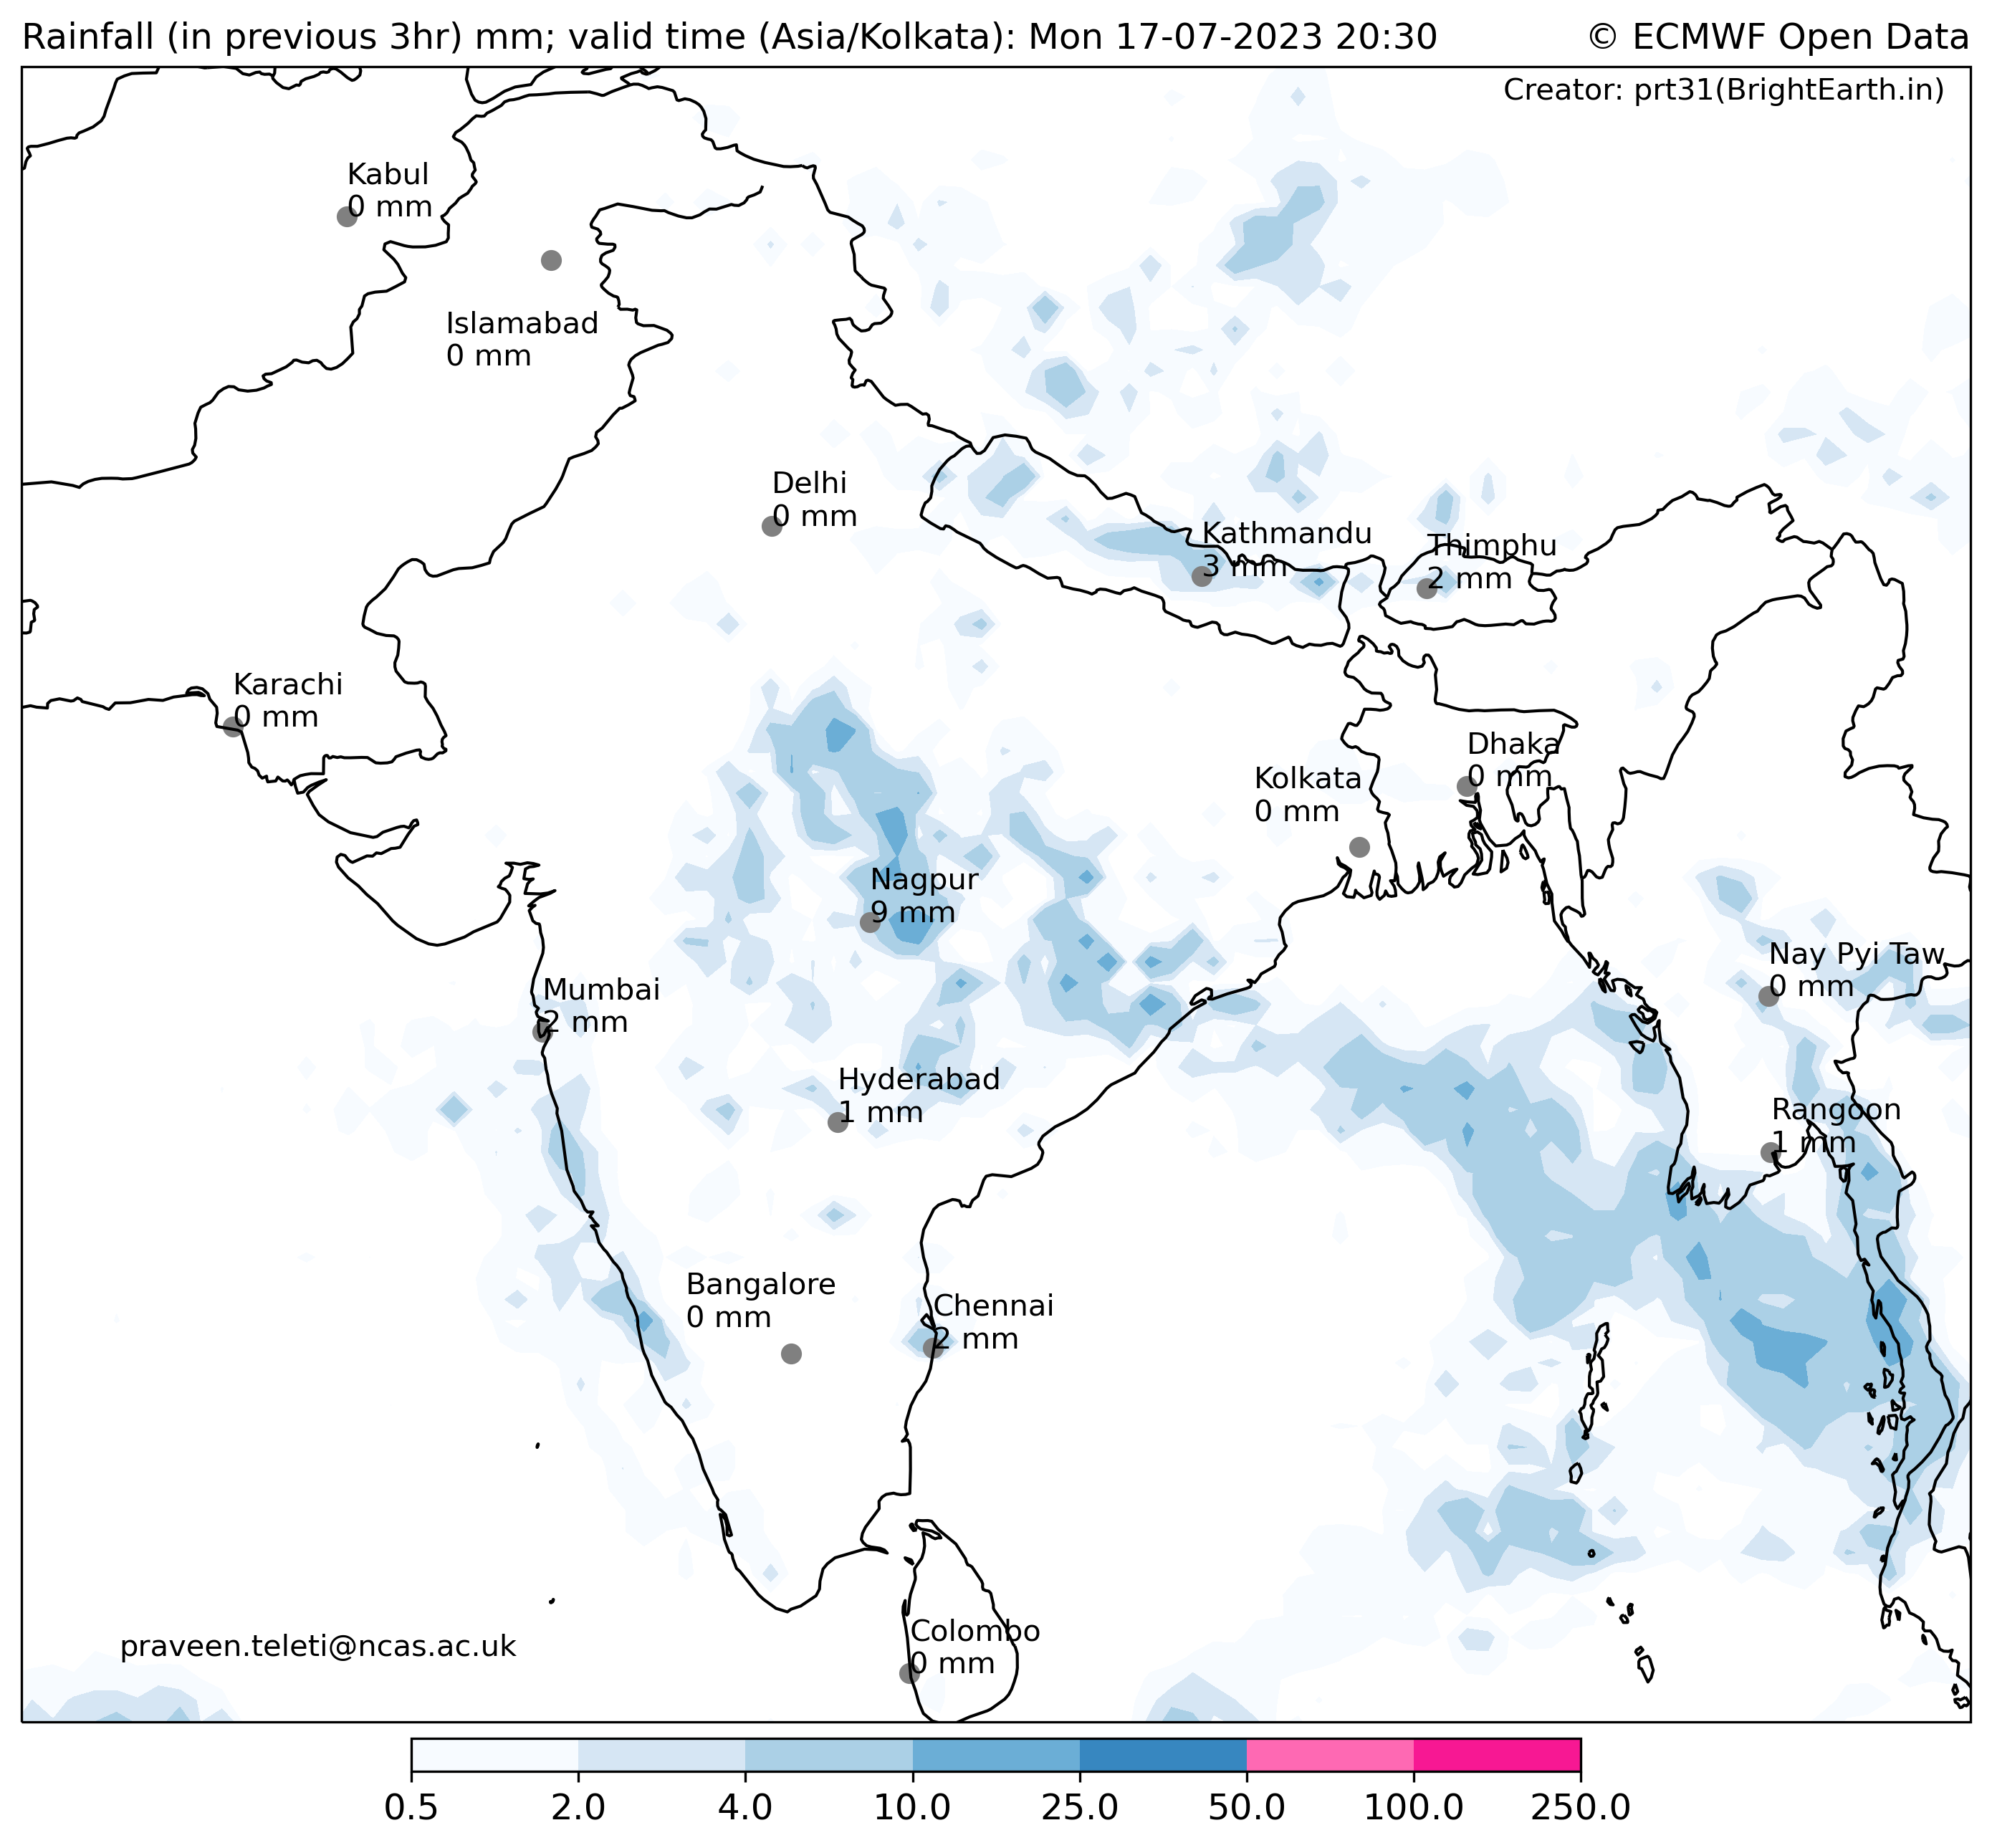 Rainfall (in previous 3hr) mm; valid time (Asia/Kolkata): Mon 17-07-2023 20:30
© ECMWF Open Data
Creator: prt31(BrightEarth.in)
Kabul
0 mm
Islamabad
0 mm
Delhi
0 mm
Kathmandu
3 mm
Thimphu
2 mm
Karachi
0 mm
Dhaka
0 mm
Kolkata
0 mm
Nagpur
9 mm
Nay Pyi Taw
0 mm
Mumbai
2 mm
Hyderabad
1 mm
Rangoon
1 mm
Bangalore
0 mm
Chennai
2 mm
Colombo
0 mm
praveen.teleti@ncas.ac.uk
0.5 2.0 4.0 10.0 25.0 50.0 100.0 250.0